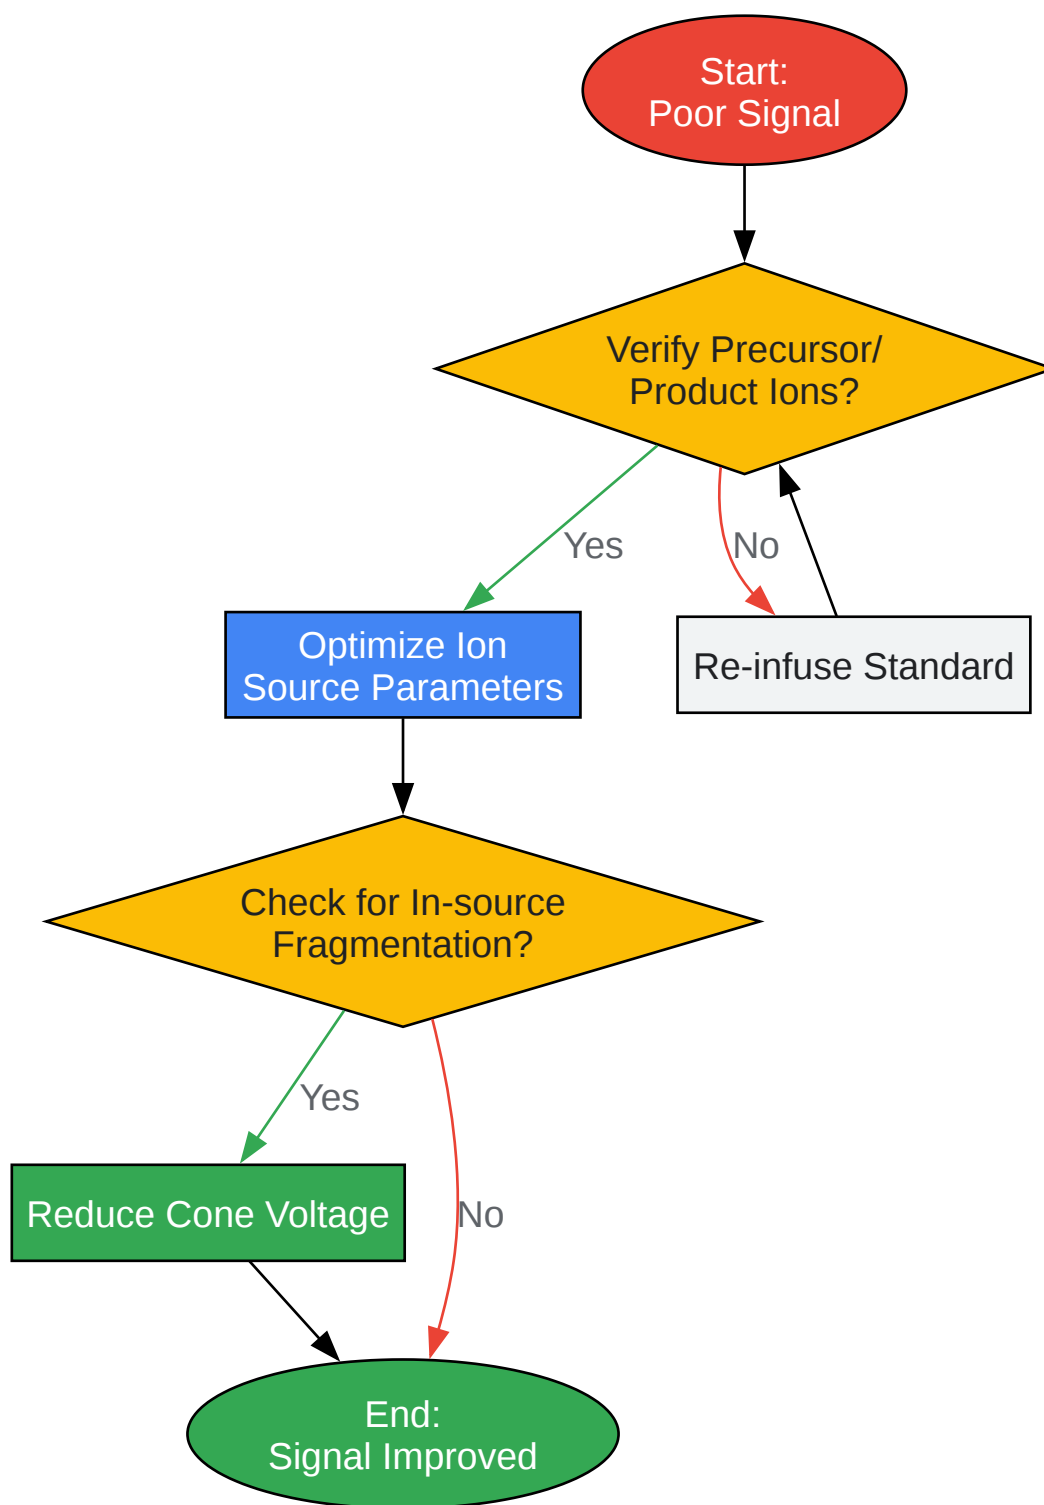 Start:
Poor Signal
Verify Precursor/
Product Ions?
Yes
No
Optimize Ion
Source Parameters
Re-infuse Standard
Check for In-source
Fragmentation?
Yes
Reduce Cone Voltage
No
End:
Signal Improved